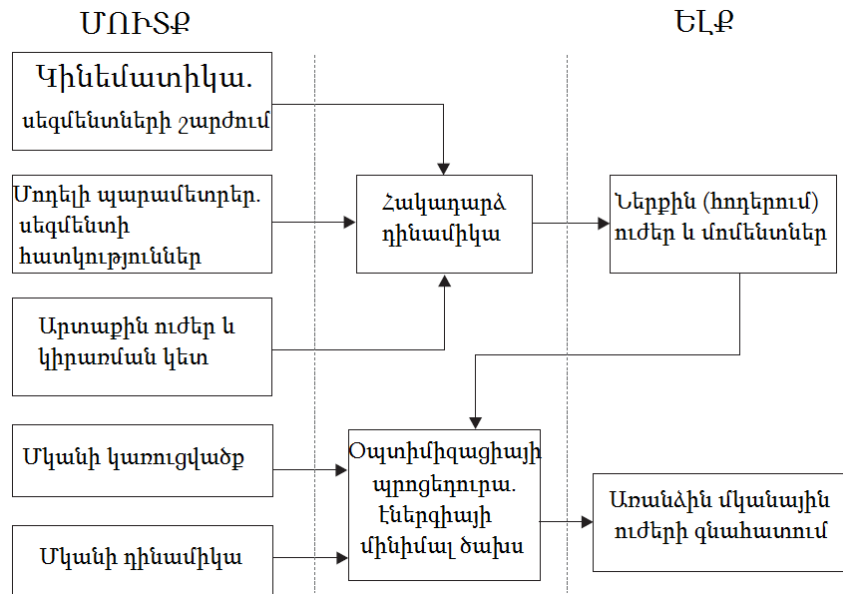 ՄՈՒՏՔ
ԵԼՔ
Կինեմատիկա.
սեգմենտների շարժում
Մոդելի պարամետրեր.
սեգմենտի
հատկություններ
Հակադարձ
դինամիկա
Ներքին (հոդերում)
ուժեր և մոմենտներ
Արտաքին ուժեր և
կիրառման կետ
Մկանի կառուցվածք
Օպտիմիզացիայի
պրոցեդուրա.
էներգիայի
մինիմալ ծախս
Առանձին մկանային
ուժերի գնահատում
Մկանի դինամիկա